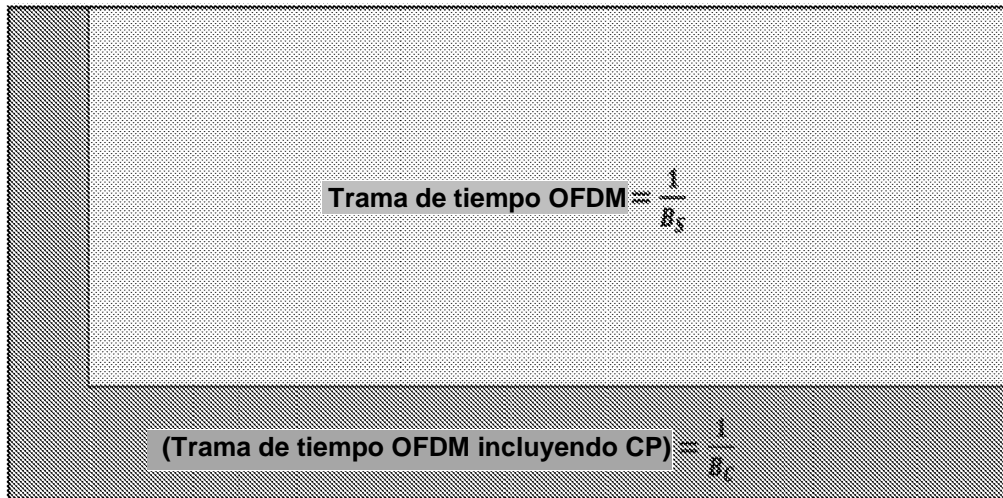 Trama de tiempo OFDM = 1/B_S
(Trama de tiempo OFDM incluyendo CP) = 1/B_C